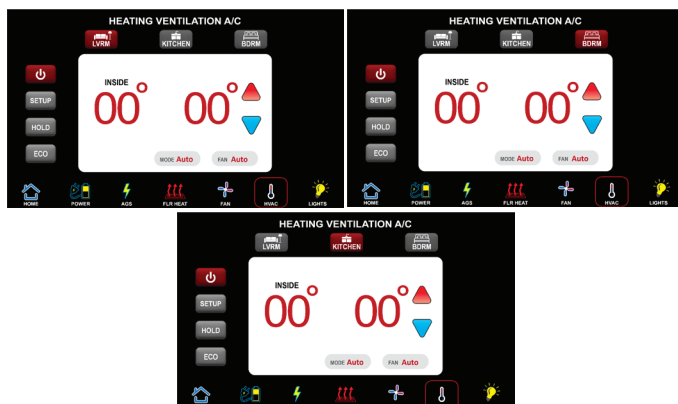 HEATING VENTILATION A/C
LVRM KITCHEN BDRM
INSIDE
SETUP 00° 00°
HOLD
ECO MODE Auto FAN Auto
HOME POWER AGS FLR HEAT FAN HVAC LIGHTS
HEATING VENTILATION A/C
LVRM KITCHEN BDRM
INSIDE
SETUP 00° 00°
HOLD
ECO MODE Auto FAN Auto
HOME POWER AGS FLR HEAT FAN HVAC LIGHTS
HEATING VENTILATION A/C
LVRM KITCHEN BDRM
INSIDE
SETUP 00° 00°
HOLD
ECO MODE Auto FAN Auto